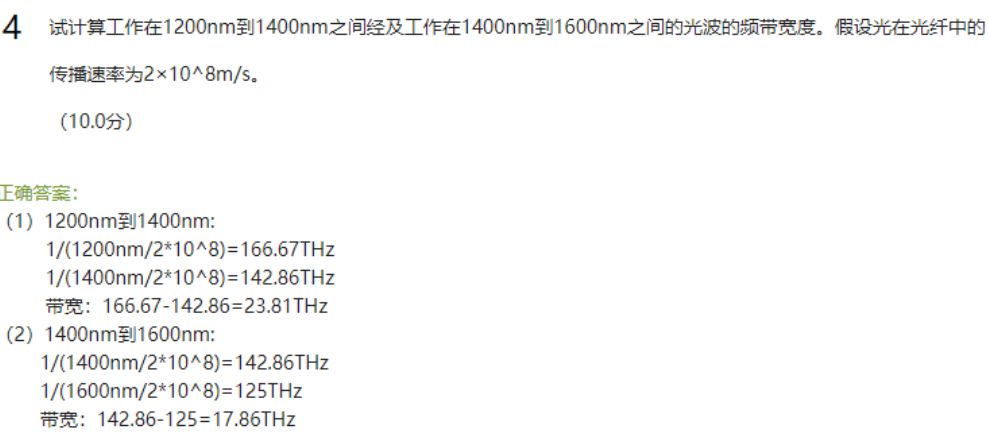 4 试计算工作在1200nm到1400nm之间经及工作在1400nm到1600nm之间的光波的频带宽度。假设光在光纤中的
传播速率为2×10^8m/s。
（10.0分）
正确答案：
（1）1200nm到1400nm:
1/(1200nm/2*10^8)=166.67THz
1/(1400nm/2*10^8)=142.86THz
带宽：166.67-142.86=23.81THz
（2）1400nm到1600nm:
1/(1400nm/2*10^8)=142.86THz
1/(1600nm/2*10^8)=125THz
带宽：142.86-125=17.86THz